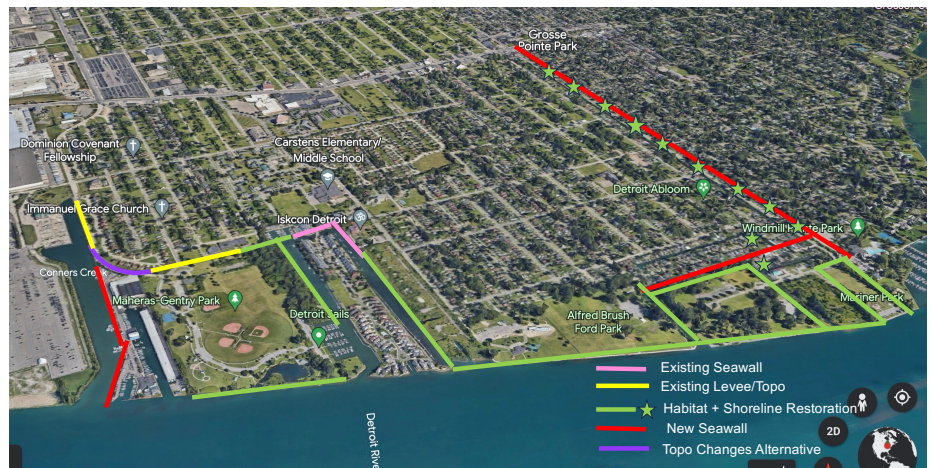 Grosse
Pointe Park
Dominion Covenant
Fellowship
Carstens Elementary/
Middle School
Immanuel Grace Church
Iskcon Detroit
Detroit Abloom
Conners Creek
Maheras-Gentry Park
Detroit Sails
Alfred Brush
Ford Park
Mariner Park
Detroit River
Existing Seawall
Existing Levee/Topo
Habitat + Shoreline Restoration
New Seawall
Topo Changes Alternative
2D